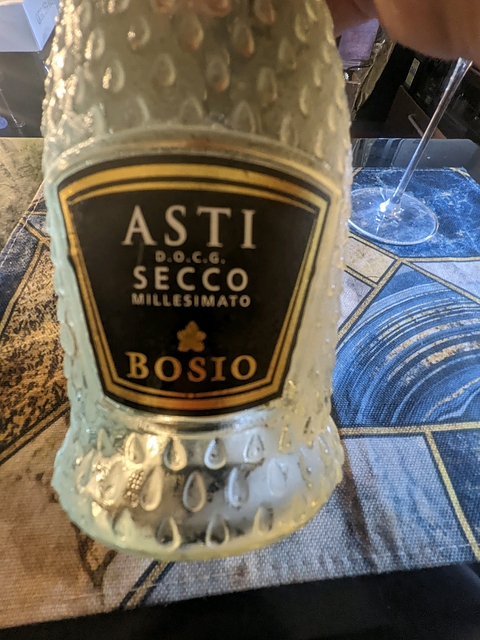 ASTI
D.O.C.G.
SECCO
MILLESIMATO
BOSIO